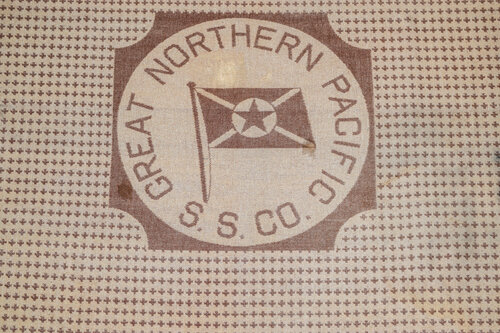 GREAT NORTHERN PACIFIC
S. S. CO.